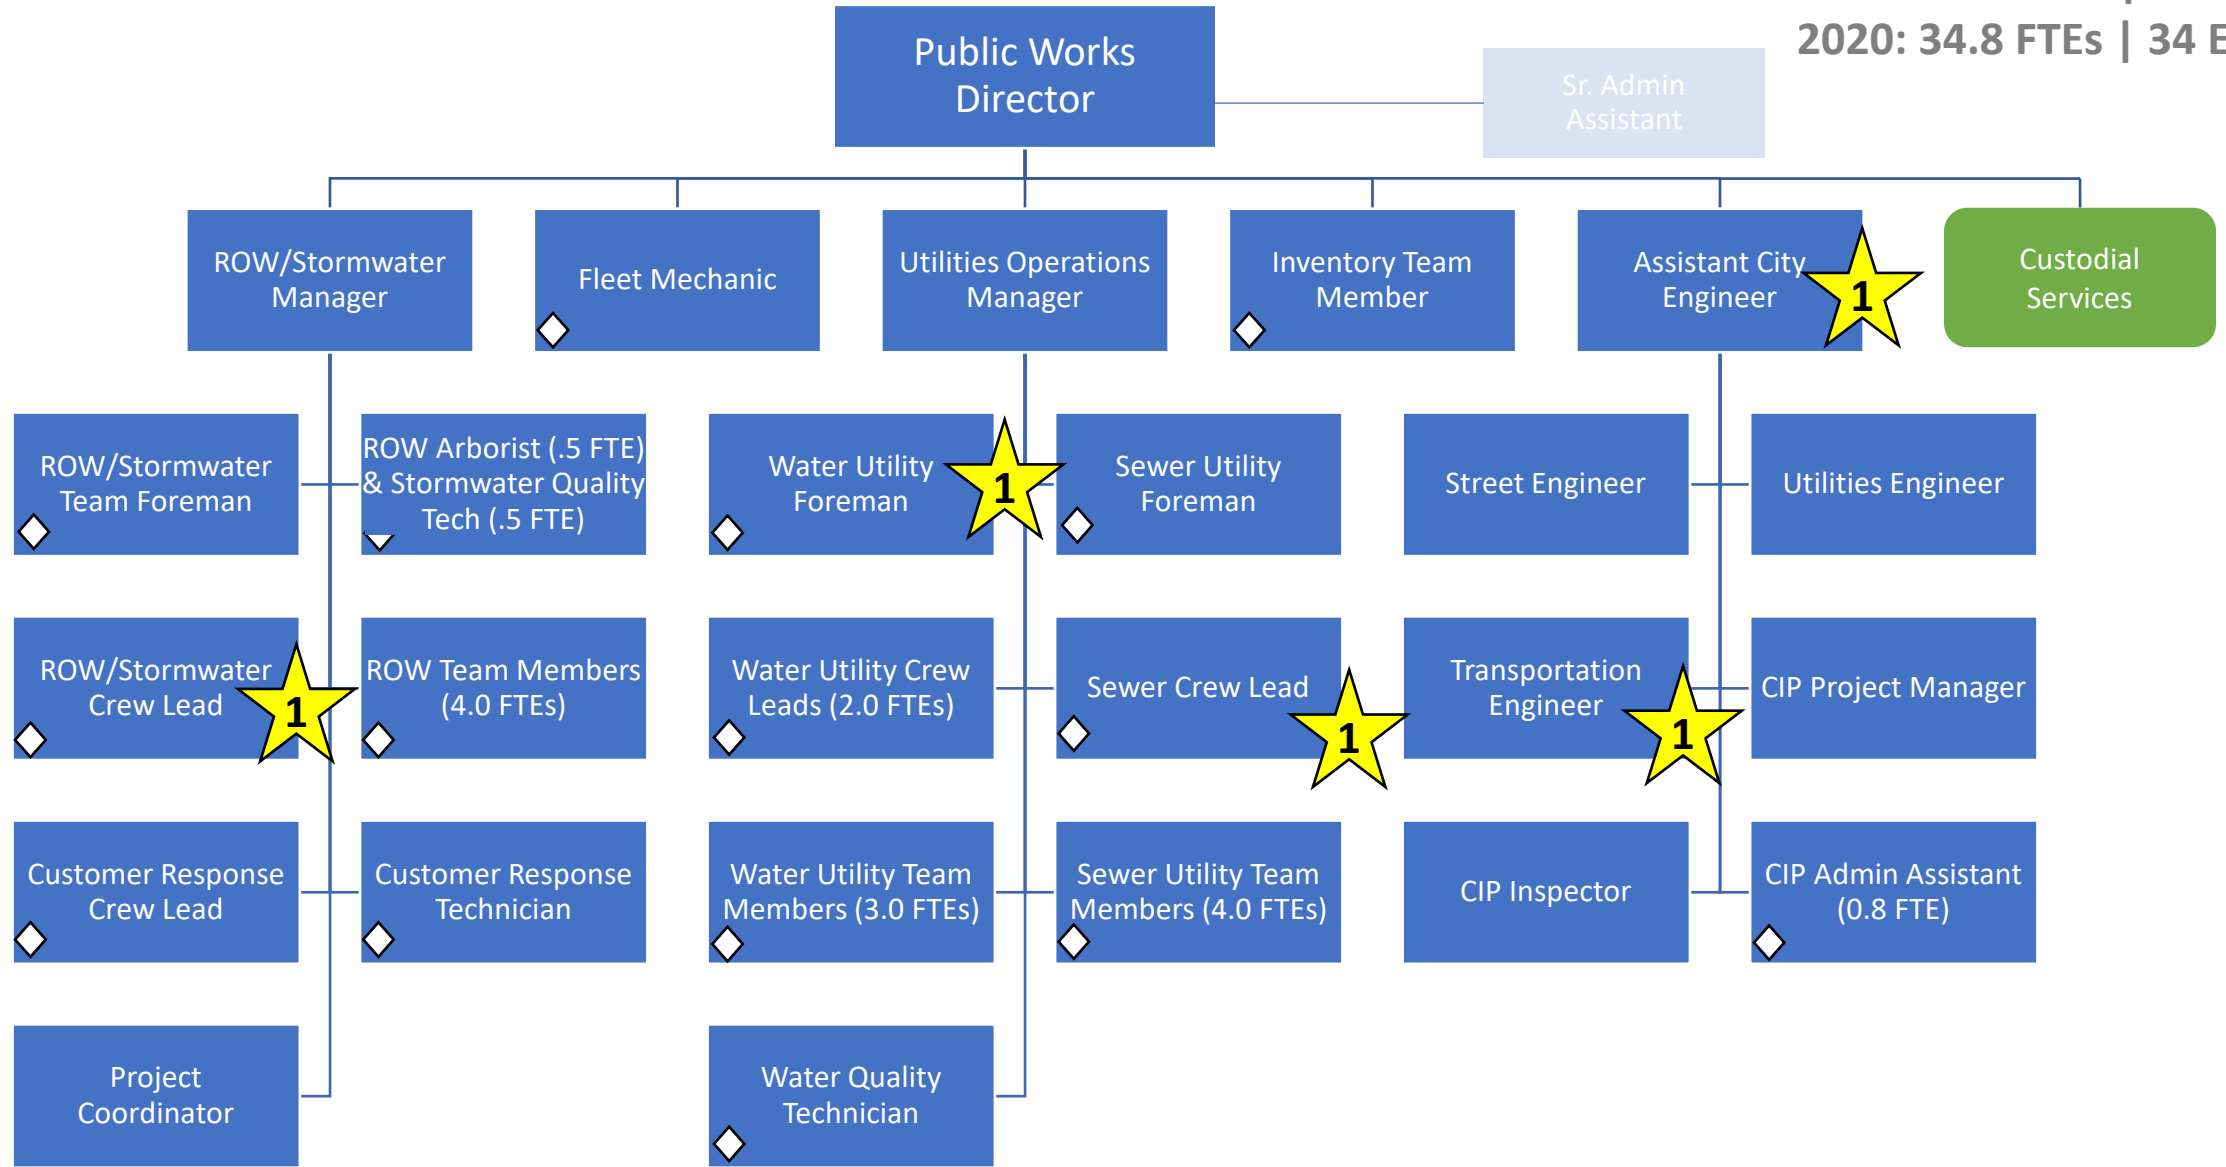 2020: 34.8 FTEs | 34 E
Public Works
Director
Sr. Admin
Assistant
ROW/Stormwater
Manager
Fleet Mechanic
Utilities Operations
Manager
Inventory Team
Member
Assistant City
Engineer
1
Custodial
Services
ROW/Stormwater
Team Foreman
ROW Arborist (.5 FTE)
& Stormwater Quality
Tech (.5 FTE)
Water Utility
Foreman
1
Sewer Utility
Foreman
Street Engineer
Utilities Engineer
ROW/Stormwater
Crew Lead
1
ROW Team Members
(4.0 FTEs)
Water Utility Crew
Leads (2.0 FTEs)
Sewer Crew Lead
1
Transportation
Engineer
1
CIP Project Manager
Customer Response
Crew Lead
Customer Response
Technician
Water Utility Team
Members (3.0 FTEs)
Sewer Utility Team
Members (4.0 FTEs)
CIP Inspector
CIP Admin Assistant
(0.8 FTE)
Project
Coordinator
Water Quality
Technician